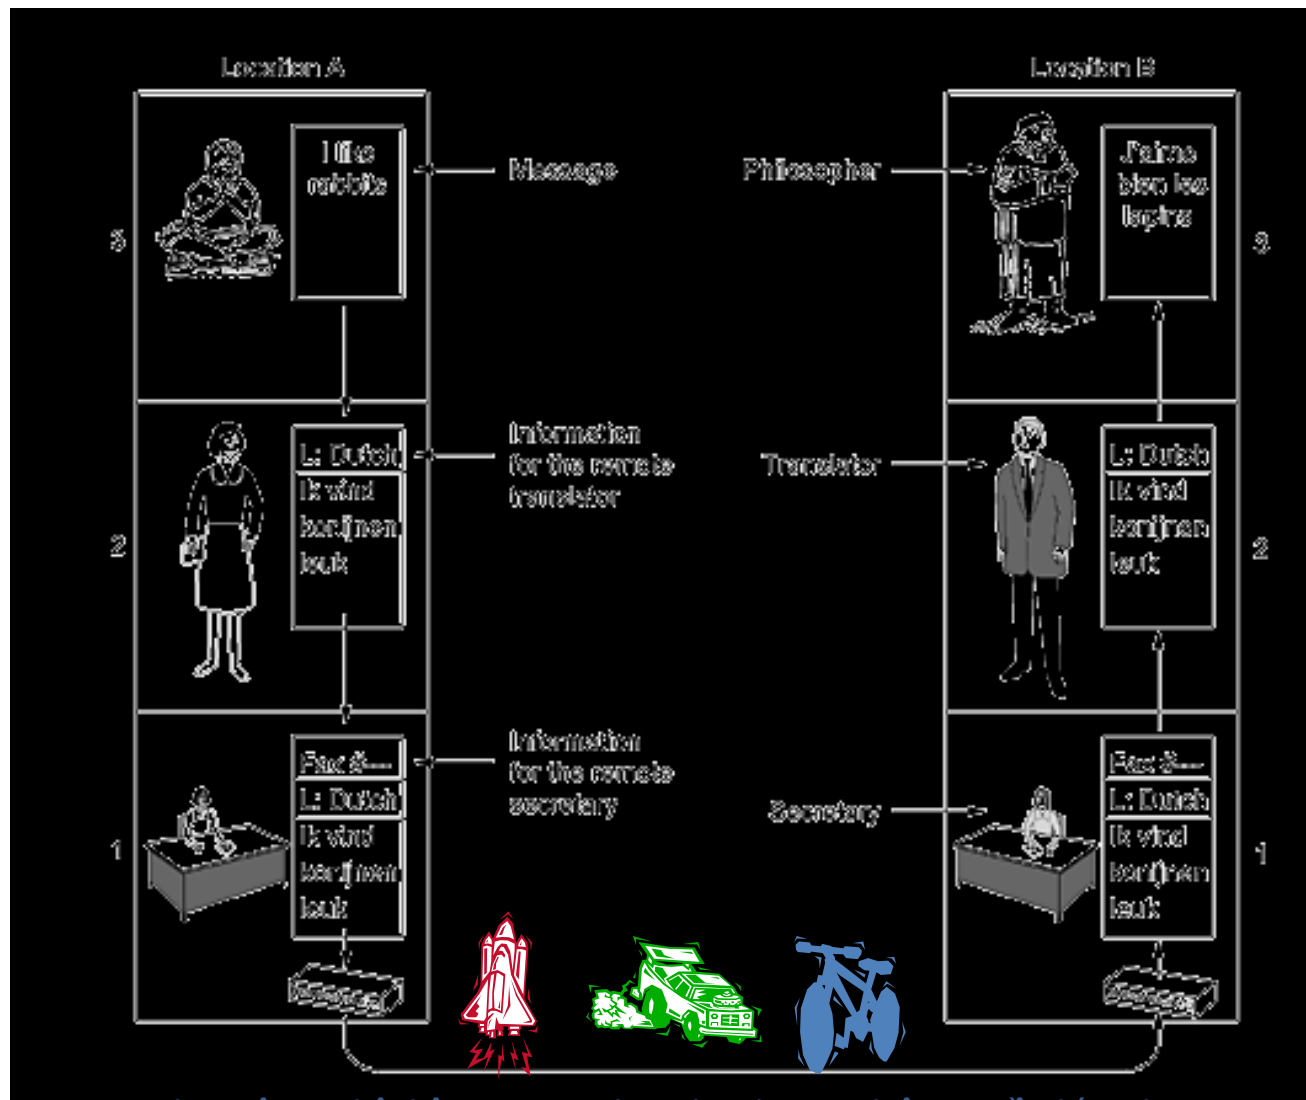 Location A
Location B
I like
rabbits
Message
Philosopher
J'aime
bien les
lapins
3
3
L: Dutch
Ik vind
konijnen
leuk
Information
for the remote
translator
Translator
L: Dutch
Ik vind
konijnen
leuk
2
2
Fax #---
L: Dutch
Ik vind
konijnen
leuk
Information
for the remote
secretary
Secretary
Fax #---
L: Dutch
Ik vind
konijnen
leuk
1
1